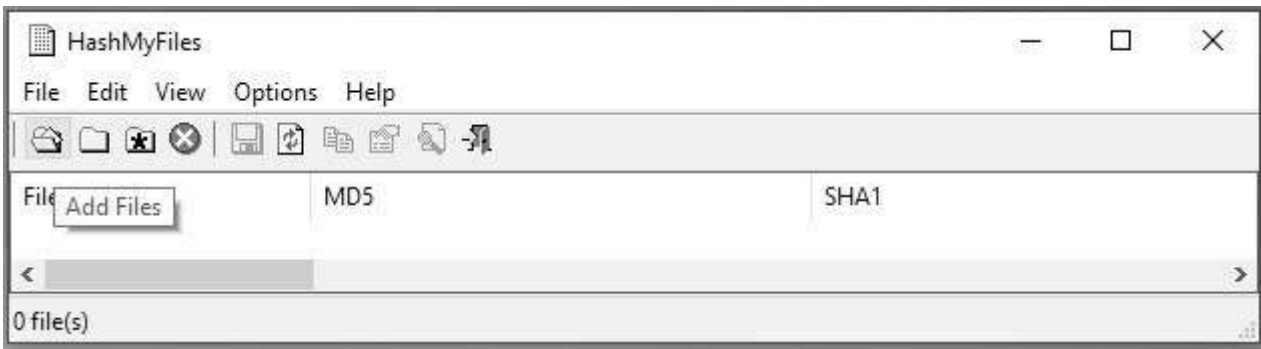 HashMyFiles
File Edit View Options Help
File MD5 SHA1
Add Files
0 file(s)